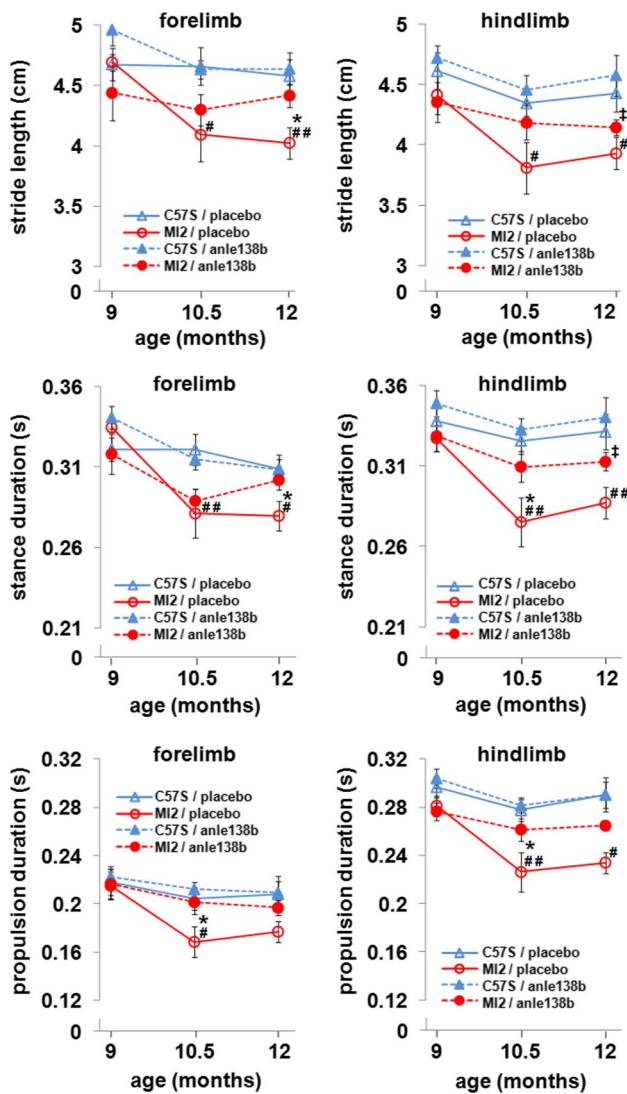 forelimb
stride length (cm)
5
4.5
4
3.5
3
0
C57S / placebo
MI2 / placebo
C57S / anle138b
MI2 / anle138b
#
*
##
9 10.5 12
age (months)
hindlimb
stride length (cm)
5
4.5
4
3.5
3
0
C57S / placebo
MI2 / placebo
C57S / anle138b
MI2 / anle138b
#
‡
#
9 10.5 12
age (months)
forelimb
stance duration (s)
0.36
0.31
0.26
0.21
0
##
*
#
C57S / placebo
MI2 / placebo
C57S / anle138b
MI2 / anle138b
9 10.5 12
age (months)
hindlimb
stance duration (s)
0.36
0.31
0.26
0.21
0
*
##
‡
##
C57S / placebo
MI2 / placebo
C57S / anle138b
MI2 / anle138b
9 10.5 12
age (months)
forelimb
propulsion duration (s)
0.32
0.28
0.24
0.2
0.16
0.12
0
C57S / placebo
MI2 / placebo
C57S / anle138b
MI2 / anle138b
*
#
9 10.5 12
age (months)
hindlimb
propulsion duration (s)
0.32
0.28
0.24
0.2
0.16
0.12
0
*
##
#
C57S / placebo
MI2 / placebo
C57S / anle138b
MI2 / anle138b
9 10.5 12
age (months)